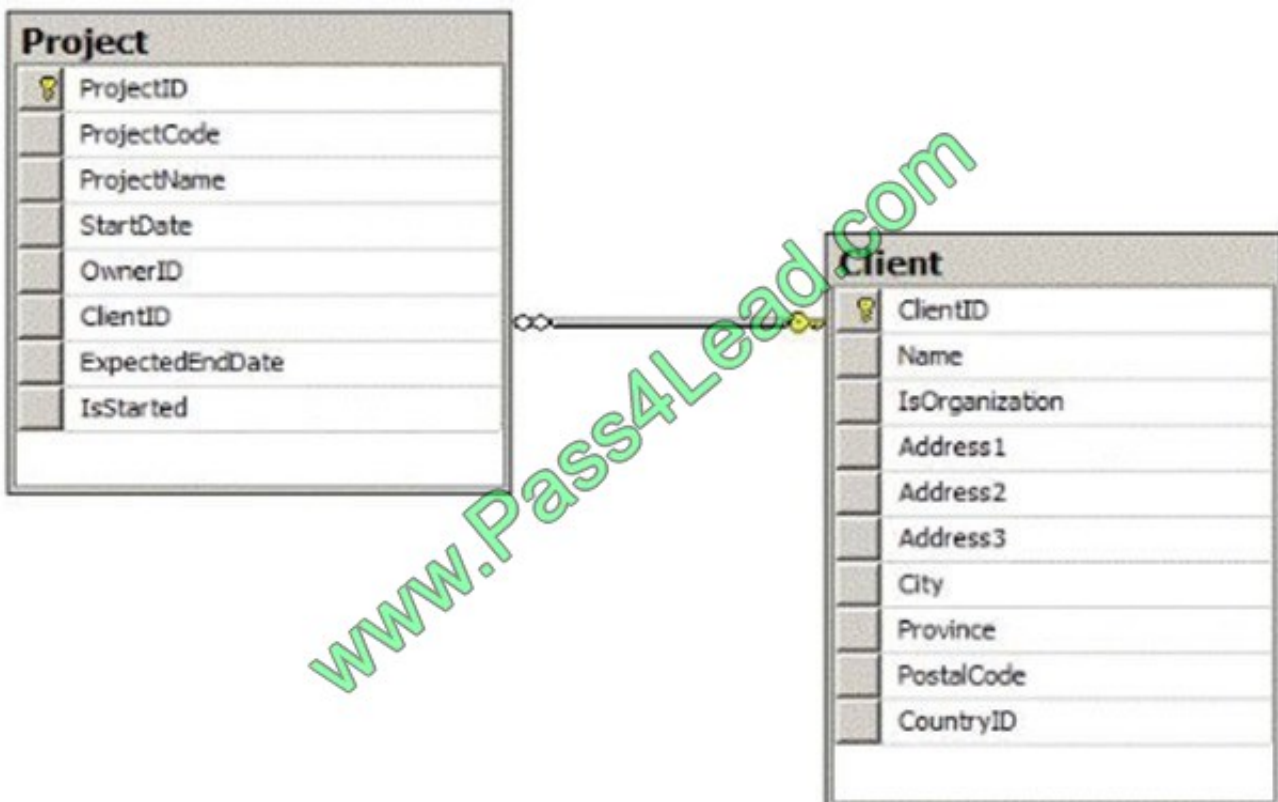 Project
ProjectID
ProjectCode
ProjectName
StartDate
OwnerID
ClientID
ExpectedEndDate
IsStarted
Client
ClientID
Name
IsOrganization
Address1
Address2
Address3
City
Province
PostalCode
CountryID
www.Pass4Lead.com